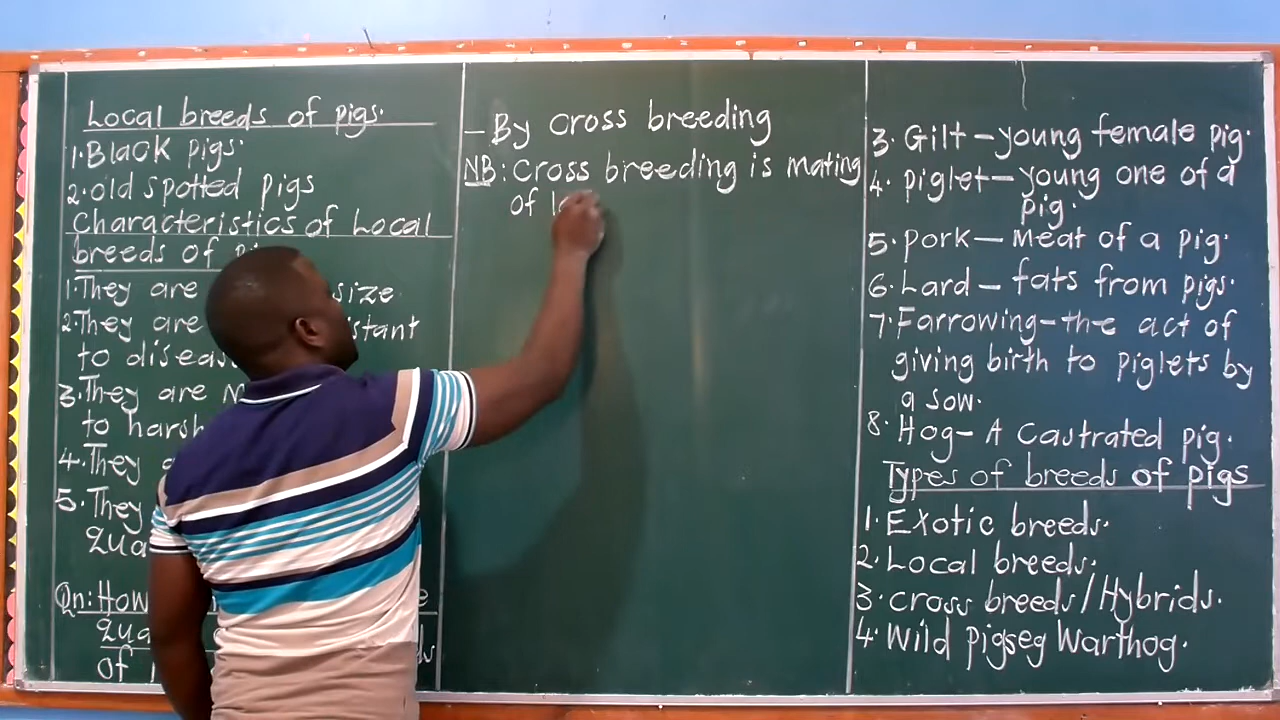 Local breeds of pigs.
1. Black pigs.
2. old spotted pigs
Characteristics of Local
breeds of
1. They are size
2. They are
to
3. They are
to
4. They
5. They
Qn: How
of
- By cross breeding
NB: Cross breeding is mating
of
3. Gilt - young female pig.
4. piglet - young one of a
pig.
5. pork - Meat of a pig.
6. Lard - fats from pigs.
7. Farrowing - the act of
giving birth to piglets by
a sow.
8. Hog - A Castrated pig.
Types of breeds of pigs
1. Exotic breeds.
2. Local breeds.
3. cross breeds/Hybrids.
4. Wild pigs eg Warthog.